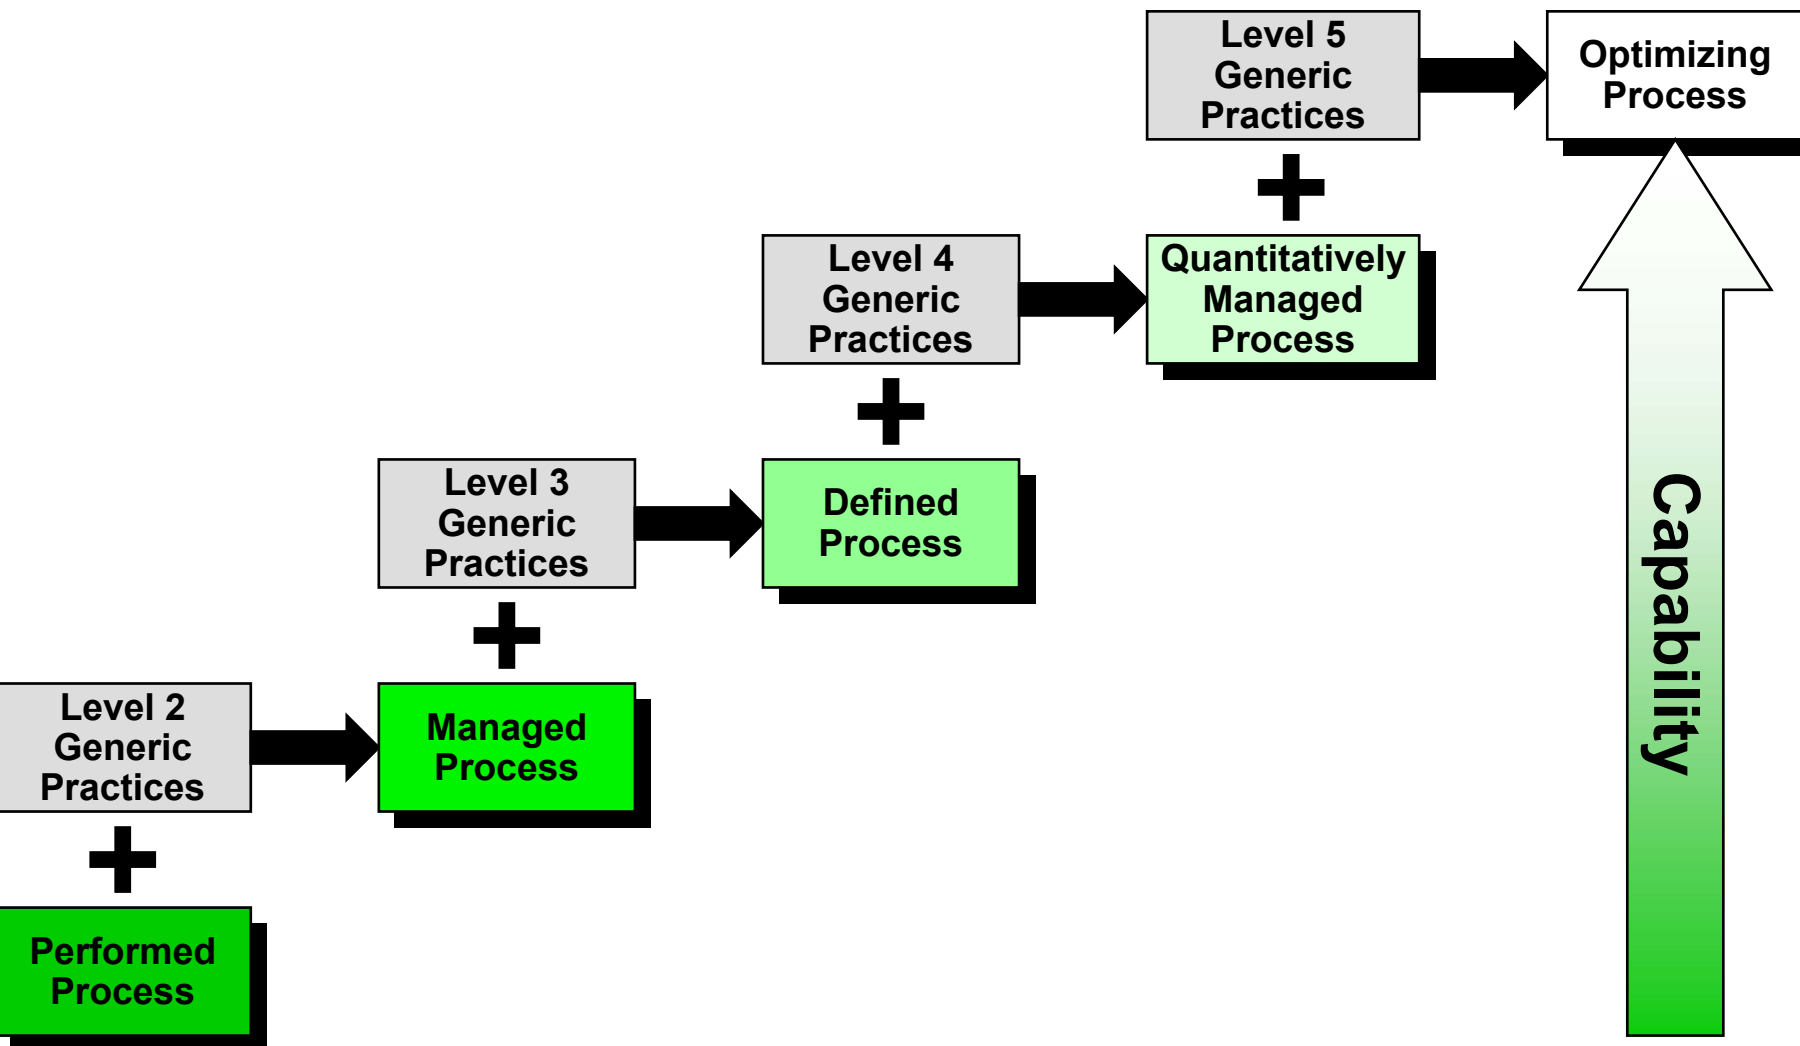 Level 5
Generic
Practices
Optimizing
Process
Level 4
Generic
Practices
Quantitatively
Managed
Process
Level 3
Generic
Practices
Defined
Process
Capability
Level 2
Generic
Practices
Managed
Process
Performed
Process